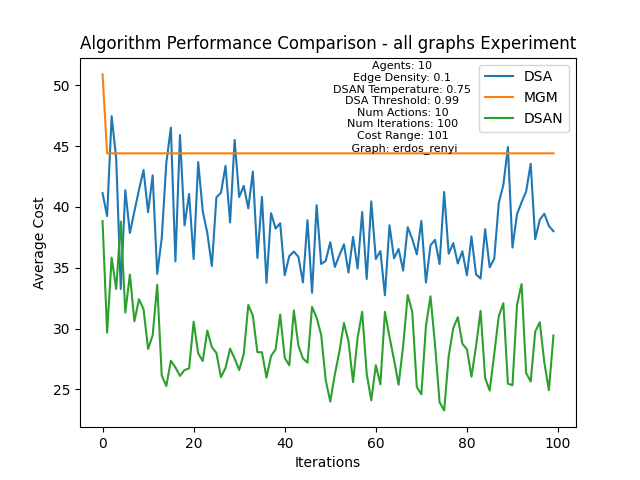 Algorithm Performance Comparison - all graphs Experiment
Agents: 10
Edge Density: 0.1
DSAN Temperature: 0.75
DSA Threshold: 0.99
Num Actions: 10
Num Iterations: 100
Cost Range: 101
Graph: erdos_renyi
DSA
MGM
DSAN
Average Cost
50
45
40
35
30
25
0 20 40 60 80 100
Iterations